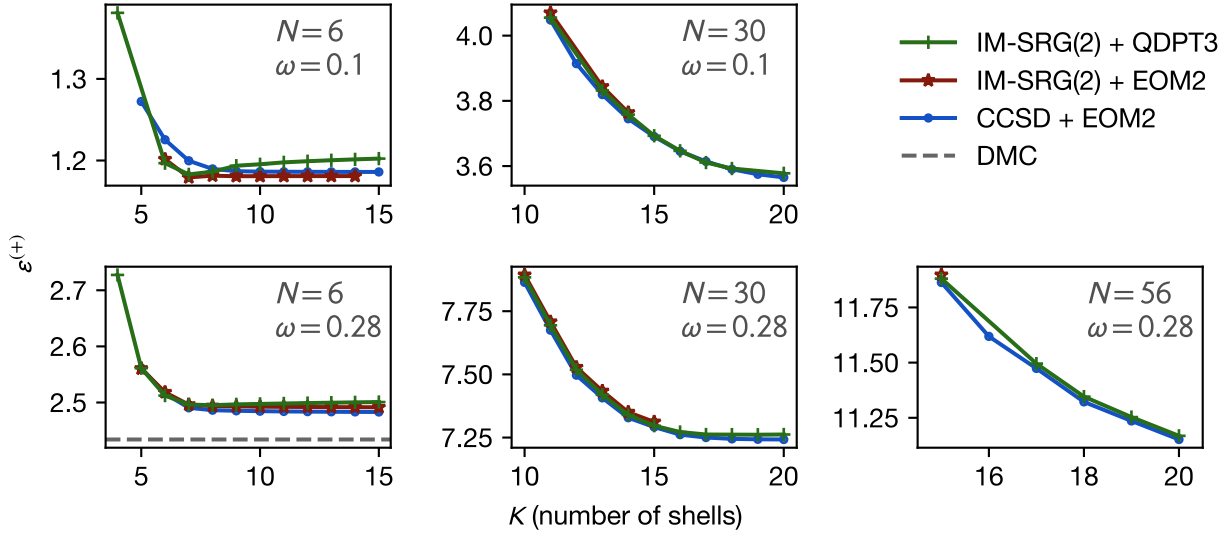 N = 6
ω = 0.1
1.3
1.2
5
10
15
N = 30
ω = 0.1
4.0
3.8
3.6
10
15
20
IM-SRG(2) + QDPT3
IM-SRG(2) + EOM2
CCSD + EOM2
DMC
ε(+)
N = 6
ω = 0.28
2.7
2.6
2.5
5
10
15
N = 30
ω = 0.28
7.75
7.50
7.25
10
15
20
N = 56
ω = 0.28
11.75
11.50
11.25
16
18
20
K (number of shells)